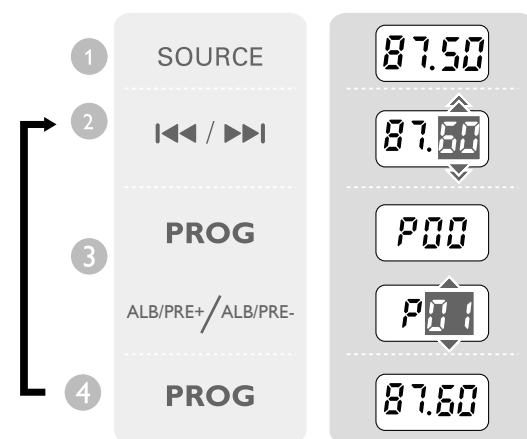 1 SOURCE 87.50
2 / 87.60
3 PROG P00
ALB/PRE+/ALB/PRE- P01
4 PROG 87.60